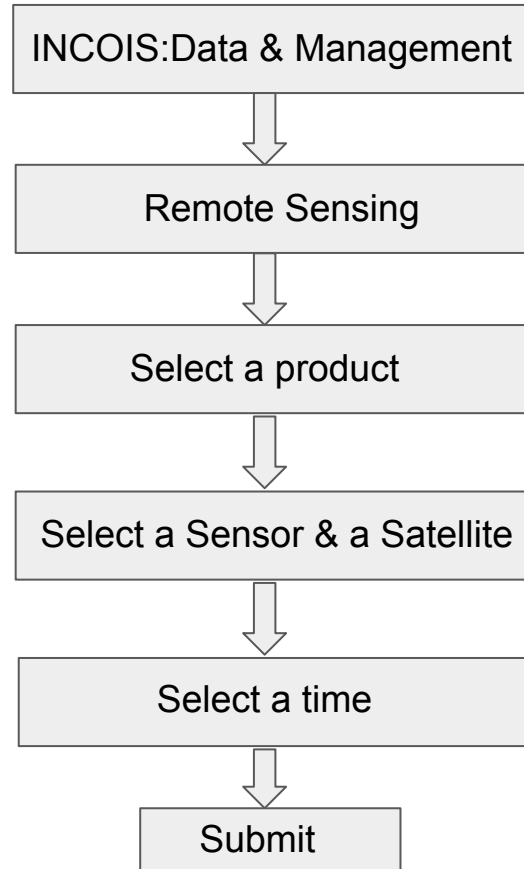 INCOIS:Data & Management
Remote Sensing
Select a product
Select a Sensor & a Satellite
Select a time
Submit